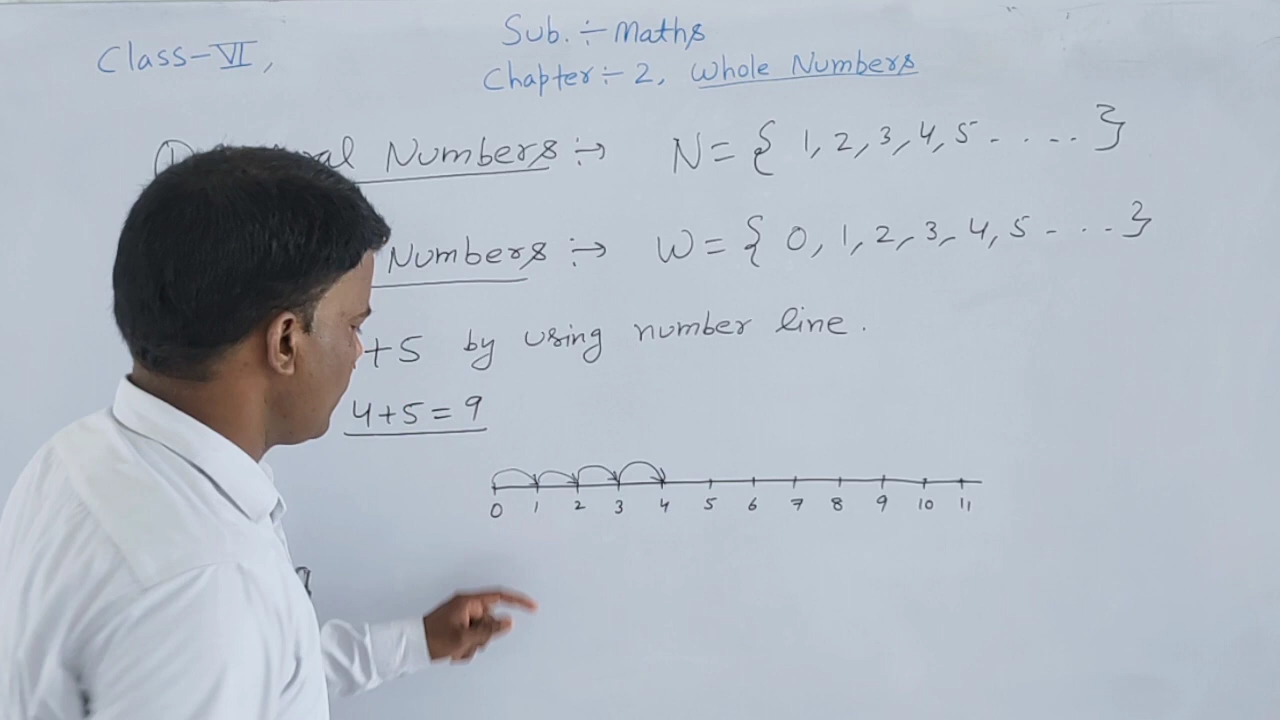 Class-VI,
Sub. :- Maths
Chapter :- 2, Whole Numbers
Numbers :-> N = { 1, 2, 3, 4, 5 - . . . . }
Numbers :-> W = { 0, 1, 2, 3, 4, 5 - . . . }
+5 by using number line.
4+5=9
0 1 2 3 4 5 6 7 8 9 10 11